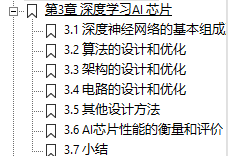 第3章 深度学习AI 芯片
3.1 深度神经网络的基本组成
3.2 算法的设计和优化
3.3 架构的设计和优化
3.4 电路的设计和优化
3.5 其他设计方法
3.6 AI芯片性能的衡量和评价
3.7 小结